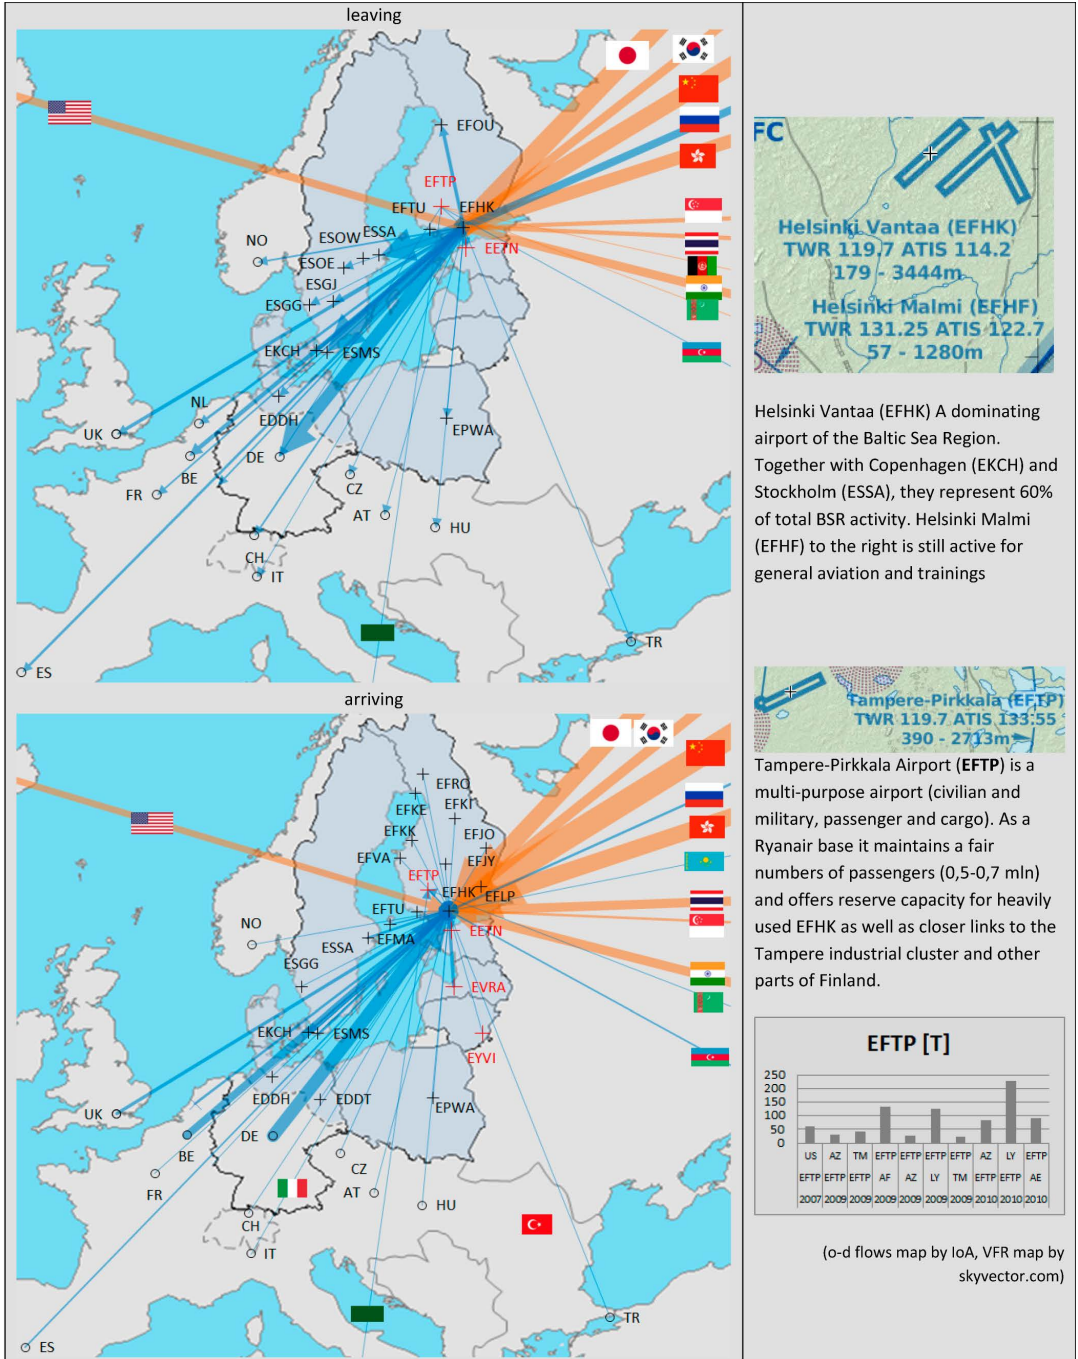 leaving
EFOU
EFTP
EFTU
EFHK
ESSA
ESOW
EETN
NO
ESOE
ESGJ
ESGG
EKCH
ESMS
NL
EDDH
EPWA
UK
BE
DE
CZ
FR
AT
HU
CH
IT
TR
ES
arriving
EFRO
EFKE
EFKI
EFKK
EFJO
EFVA
EFJY
EFTP
EFHK
EFLP
EFTU
NO
EFMA
EETN
ESSA
ESGG
EVRA
EKCH
ESMS
EYVI
EDDH
EDDT
EPWA
UK
BE
DE
CZ
FR
AT
HU
CH
IT
TR
ES
FC
Helsinki Vantaa (EFHK)
TWR 119.7 ATIS 114.2
179 - 3444m
Helsinki Malmi (EFHF)
TWR 131.25 ATIS 122.7
57 - 1280m
Helsinki Vantaa (EFHK) A dominating
airport of the Baltic Sea Region.
Together with Copenhagen (EKCH) and
Stockholm (ESSA), they represent 60%
of total BSR activity. Helsinki Malmi
(EFHF) to the right is still active for
general aviation and trainings
Tampere-Pirkkala (EFTP)
TWR 119.7 ATIS 133.55
390 - 2713m
Tampere-Pirkkala Airport (EFTP) is a
multi-purpose airport (civilian and
military, passenger and cargo). As a
Ryanair base it maintains a fair
numbers of passengers (0,5-0,7 mln)
and offers reserve capacity for heavily
used EFHK as well as closer links to the
Tampere industrial cluster and other
parts of Finland.
EFTP [T]
250
200
150
100
50
0
US AZ TM EFTP EFTP EFTP EFTP AZ LY EFTP
EFTP EFTP EFTP AF AZ LY TM EFTP EFTP AE
2007 2009 2009 2009 2009 2009 2009 2010 2010 2010
(o-d flows map by IoA, VFR map by
skyvector.com)